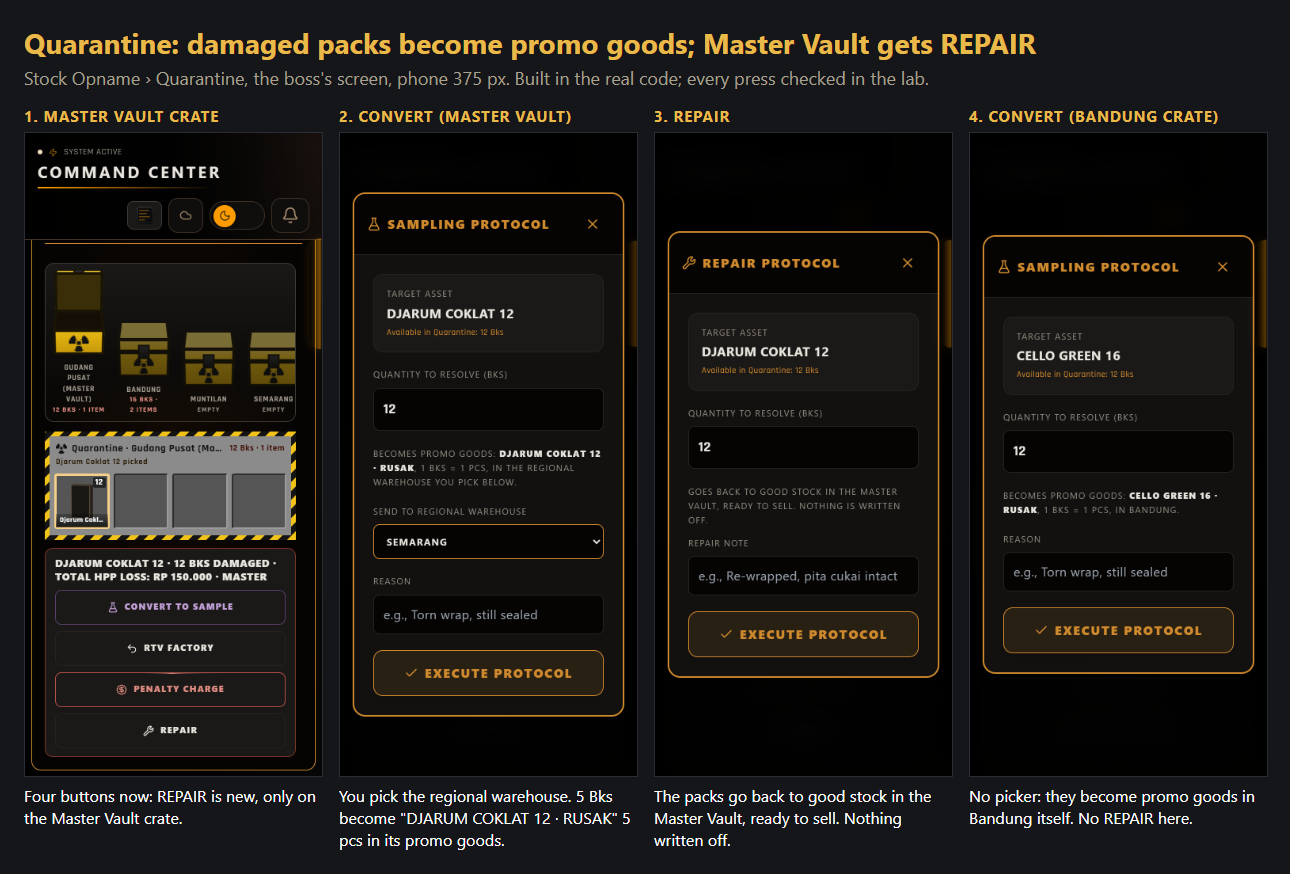 Quarantine: damaged packs become promo goods; Master Vault gets REPAIR
Stock Opname › Quarantine, the boss's screen, phone 375 px. Built in the real code; every press checked in the lab.
1. MASTER VAULT CRATE
SYSTEM ACTIVE
COMMAND CENTER
GUDANG
PUSAT
(MASTER
VAULT)
12 BKS · 1 ITEM
BANDUNG
16 BKS ·
2 ITEMS
MUNTILAN
EMPTY
SEMARANG
EMPTY
Quarantine · Gudang Pusat (Ma... 12 Bks · 1 item
Djarum Coklat 12 picked
12
Djarum Cokl...
DJARUM COKLAT 12 · 12 BKS DAMAGED ·
TOTAL HPP LOSS: RP 150.000 · MASTER
CONVERT TO SAMPLE
RTV FACTORY
PENALTY CHARGE
REPAIR
Four buttons now: REPAIR is new, only on
the Master Vault crate.
2. CONVERT (MASTER VAULT)
SAMPLING PROTOCOL
TARGET ASSET
DJARUM COKLAT 12
Available in Quarantine: 12 Bks
QUANTITY TO RESOLVE (BKS)
12
BECOMES PROMO GOODS: DJARUM COKLAT 12
· RUSAK, 1 BKS = 1 PCS, IN THE REGIONAL
WAREHOUSE YOU PICK BELOW.
SEND TO REGIONAL WAREHOUSE
SEMARANG
REASON
e.g., Torn wrap, still sealed
EXECUTE PROTOCOL
You pick the regional warehouse. 5 Bks
become "DJARUM COKLAT 12 · RUSAK" 5
pcs in its promo goods.
3. REPAIR
REPAIR PROTOCOL
TARGET ASSET
DJARUM COKLAT 12
Available in Quarantine: 12 Bks
QUANTITY TO RESOLVE (BKS)
12
GOES BACK TO GOOD STOCK IN THE MASTER
VAULT, READY TO SELL. NOTHING IS WRITTEN
OFF.
REPAIR NOTE
e.g., Re-wrapped, pita cukai intact
EXECUTE PROTOCOL
The packs go back to good stock in the
Master Vault, ready to sell. Nothing
written off.
4. CONVERT (BANDUNG CRATE)
SAMPLING PROTOCOL
TARGET ASSET
CELLO GREEN 16
Available in Quarantine: 12 Bks
QUANTITY TO RESOLVE (BKS)
12
BECOMES PROMO GOODS: CELLO GREEN 16 ·
RUSAK, 1 BKS = 1 PCS, IN BANDUNG.
REASON
e.g., Torn wrap, still sealed
EXECUTE PROTOCOL
No picker: they become promo goods in
Bandung itself. No REPAIR here.